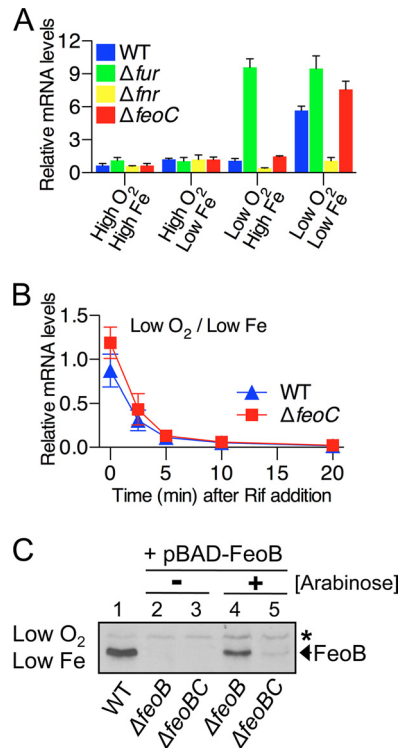 A
Relative mRNA levels
12
9
6
3
0
WT
Δfur
Δfnr
ΔfeoC
High O2
High Fe
High O2
Low Fe
Low O2
High Fe
Low O2
Low Fe
B
Relative mRNA levels
1.5
1.0
0.5
0.0
Low O2 / Low Fe
WT
ΔfeoC
0 5 10 15 20
Time (min) after Rif addition
C
+ pBAD-FeoB
- + [Arabinose]
1 2 3 4 5
Low O2 *
Low Fe FeoB
WT ΔfeoB ΔfeoBC ΔfeoB ΔfeoBC